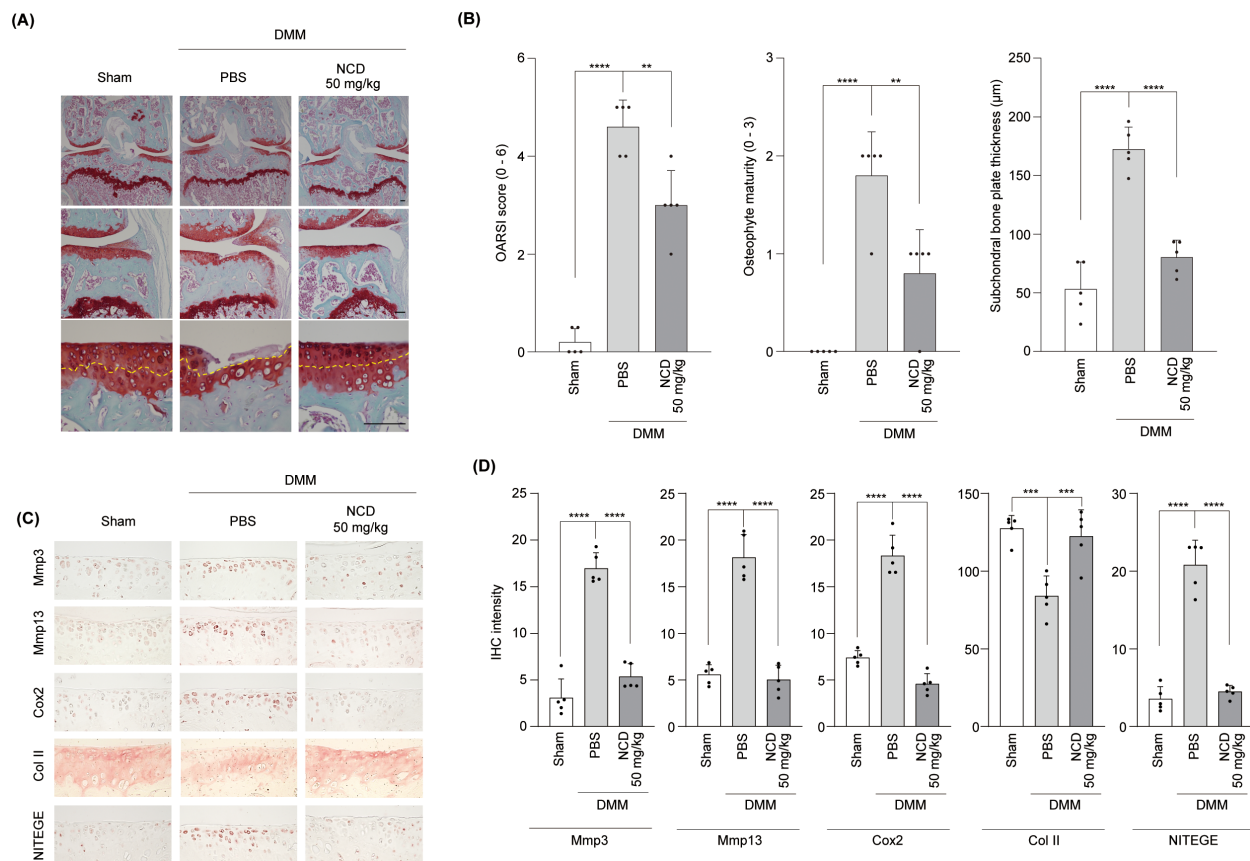 (A)
DMM
Sham
PBS
NCD
50 mg/kg
(B)
OARSI score (0 - 6)
6
4
2
0
****
**
Sham
PBS
NCD
50 mg/kg
DMM
Osteophyte maturity (0 - 3)
3
2
1
0
****
**
Sham
PBS
NCD
50 mg/kg
DMM
Subchondral bone plate thickness (μm)
250
200
150
100
50
0
****
****
Sham
PBS
NCD
50 mg/kg
DMM
(C)
DMM
Sham
PBS
NCD
50 mg/kg
Mmp3
Mmp13
Cox2
Col II
NITEGE
(D)
IHC intensity
25
20
15
10
5
0
****
****
Sham
PBS
NCD
50 mg/kg
DMM
Mmp3
25
20
15
10
5
0
****
****
Sham
PBS
NCD
50 mg/kg
DMM
Mmp13
25
20
15
10
5
0
****
****
Sham
PBS
NCD
50 mg/kg
DMM
Cox2
150
100
50
0
***
***
Sham
PBS
NCD
50 mg/kg
DMM
Col II
30
20
10
0
****
****
Sham
PBS
NCD
50 mg/kg
DMM
NITEGE